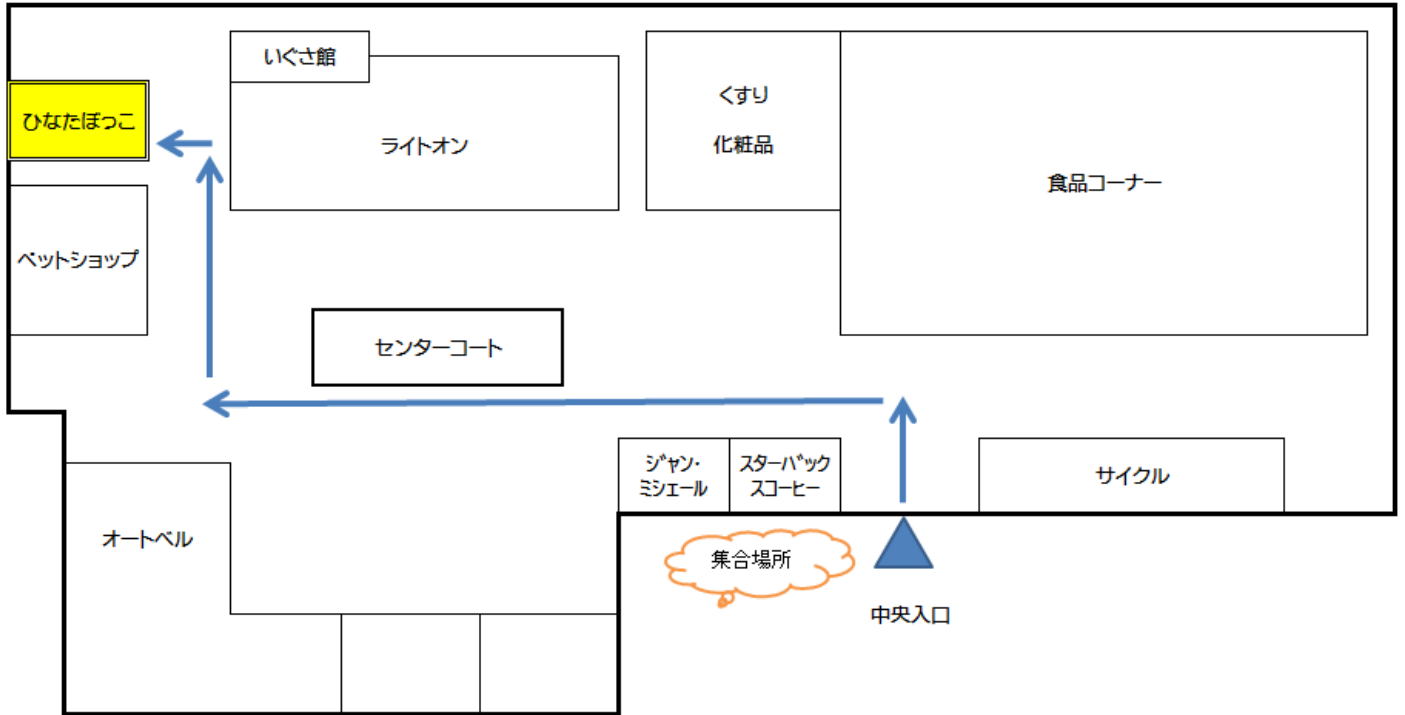 いぐさ館
ひなたぼっこ
ライトオン
くすり
化粧品
食品コーナー
ペットショップ
センターコート
ジャン・
ミシェール
スターバック
スコーヒー
サイクル
オートベル
集合場所
中央入口